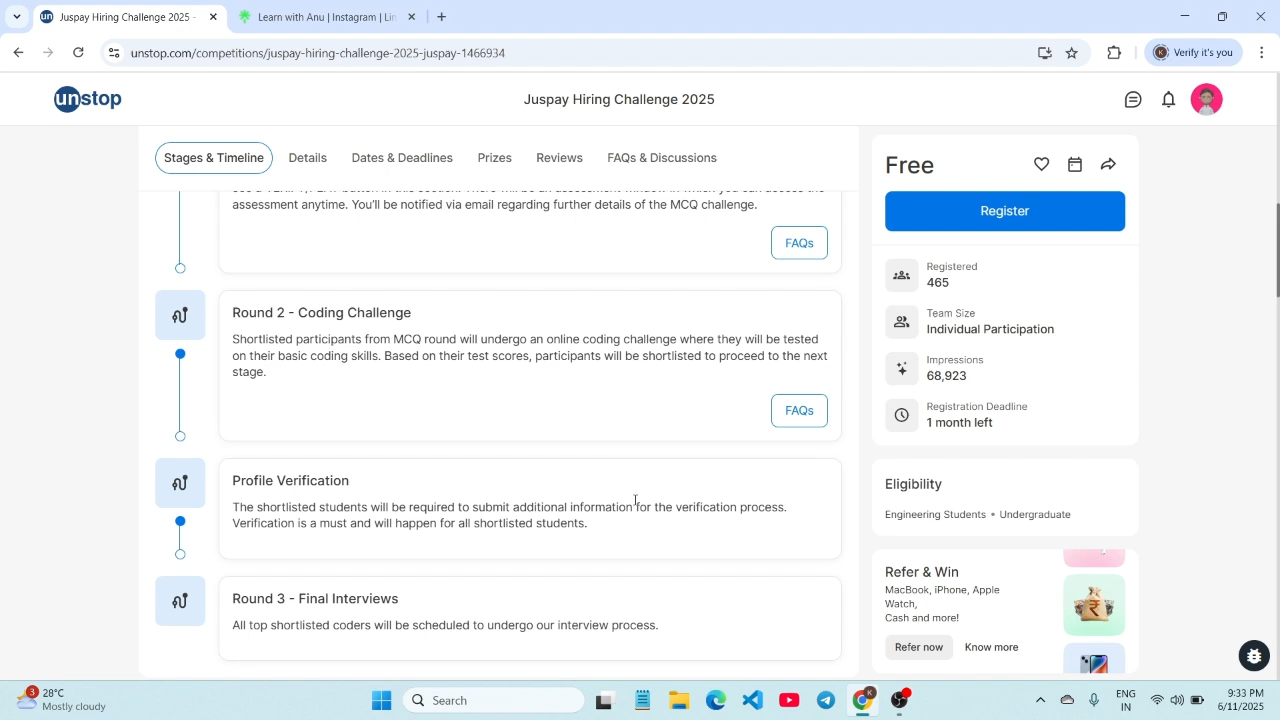 un Juspay Hiring Challenge 2025 -
Learn with Anu | Instagram | Lin
unstop.com/competitions/juspay-hiring-challenge-2025-juspay-1466934
K Verify it's you
unstop
Juspay Hiring Challenge 2025
Stages & Timeline Details Dates & Deadlines Prizes Reviews FAQs & Discussions
assessment anytime. You'll be notified via email regarding further details of the MCQ challenge.
FAQs
Round 2 - Coding Challenge
Shortlisted participants from MCQ round will undergo an online coding challenge where they will be tested
on their basic coding skills. Based on their test scores, participants will be shortlisted to proceed to the next
stage.
FAQs
Profile Verification
The shortlisted students will be required to submit additional information for the verification process.
Verification is a must and will happen for all shortlisted students.
Round 3 - Final Interviews
All top shortlisted coders will be scheduled to undergo our interview process.
Free
Register
Registered
465
Team Size
Individual Participation
Impressions
68,923
Registration Deadline
1 month left
Eligibility
Engineering Students • Undergraduate
Refer & Win
MacBook, iPhone, Apple
Watch,
Cash and more!
Refer now Know more
3
28°C
Mostly cloudy
Search
K
ENG
IN
9:33 PM
6/11/2025